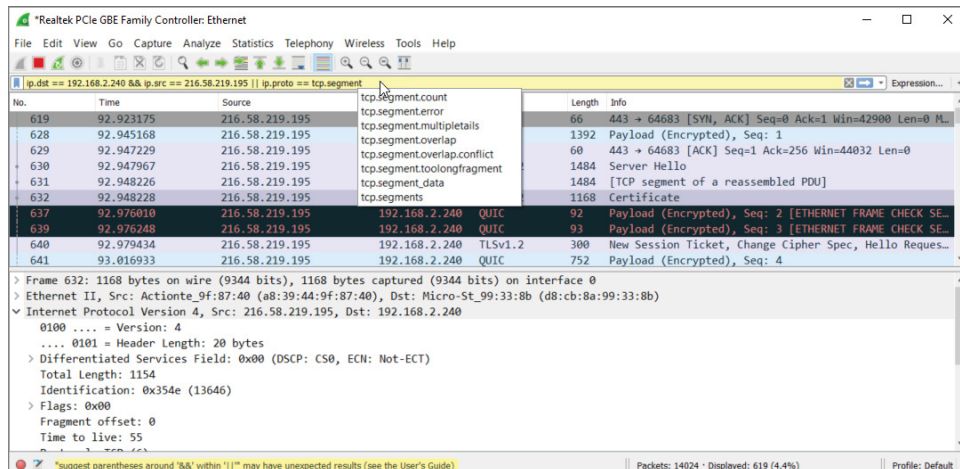 *Realtek PCIe GBE Family Controller: Ethernet
File Edit View Go Capture Analyze Statistics Telephony Wireless Tools Help
ip.dst == 192.168.2.240 && ip.src == 216.58.219.195 || ip.proto == tcp.segment Expression...
tcp.segment.count
tcp.segment.error
tcp.segment.multipletails
tcp.segment.overlap
tcp.segment.overlap.conflict
tcp.segment.toolongfragment
tcp.segment_data
tcp.segments
No. Time Source Length Info
619 92.923175 216.58.219.195 66 443 → 64683 [SYN, ACK] Seq=0 Ack=1 Win=42900 Len=0 M...
628 92.945168 216.58.219.195 1392 Payload (Encrypted), Seq: 1
629 92.947229 216.58.219.195 60 443 → 64683 [ACK] Seq=1 Ack=256 Win=44032 Len=0
630 92.947967 216.58.219.195 1484 Server Hello
631 92.948226 216.58.219.195 1484 [TCP segment of a reassembled PDU]
632 92.948228 216.58.219.195 1168 Certificate
637 92.976010 216.58.219.195 192.168.2.240 QUIC 92 Payload (Encrypted), Seq: 2 [ETHERNET FRAME CHECK SE...
639 92.976248 216.58.219.195 192.168.2.240 QUIC 93 Payload (Encrypted), Seq: 3 [ETHERNET FRAME CHECK SE...
640 92.979434 216.58.219.195 192.168.2.240 TLSv1.2 300 New Session Ticket, Change Cipher Spec, Hello Reques...
641 93.016933 216.58.219.195 192.168.2.240 QUIC 752 Payload (Encrypted), Seq: 4
> Frame 632: 1168 bytes on wire (9344 bits), 1168 bytes captured (9344 bits) on interface 0
> Ethernet II, Src: Actionte_9f:87:40 (a8:39:44:9f:87:40), Dst: Micro-St_99:33:8b (d8:cb:8a:99:33:8b)
Internet Protocol Version 4, Src: 216.58.219.195, Dst: 192.168.2.240
0100 .... = Version: 4
.... 0101 = Header Length: 20 bytes
> Differentiated Services Field: 0x00 (DSCP: CS0, ECN: Not-ECT)
Total Length: 1154
Identification: 0x354e (13646)
> Flags: 0x00
Fragment offset: 0
Time to live: 55
"suggest parentheses around '&&' within '||'" may have unexpected results (see the User's Guide) Packets: 14024 · Displayed: 619 (4.4%) Profile: Default